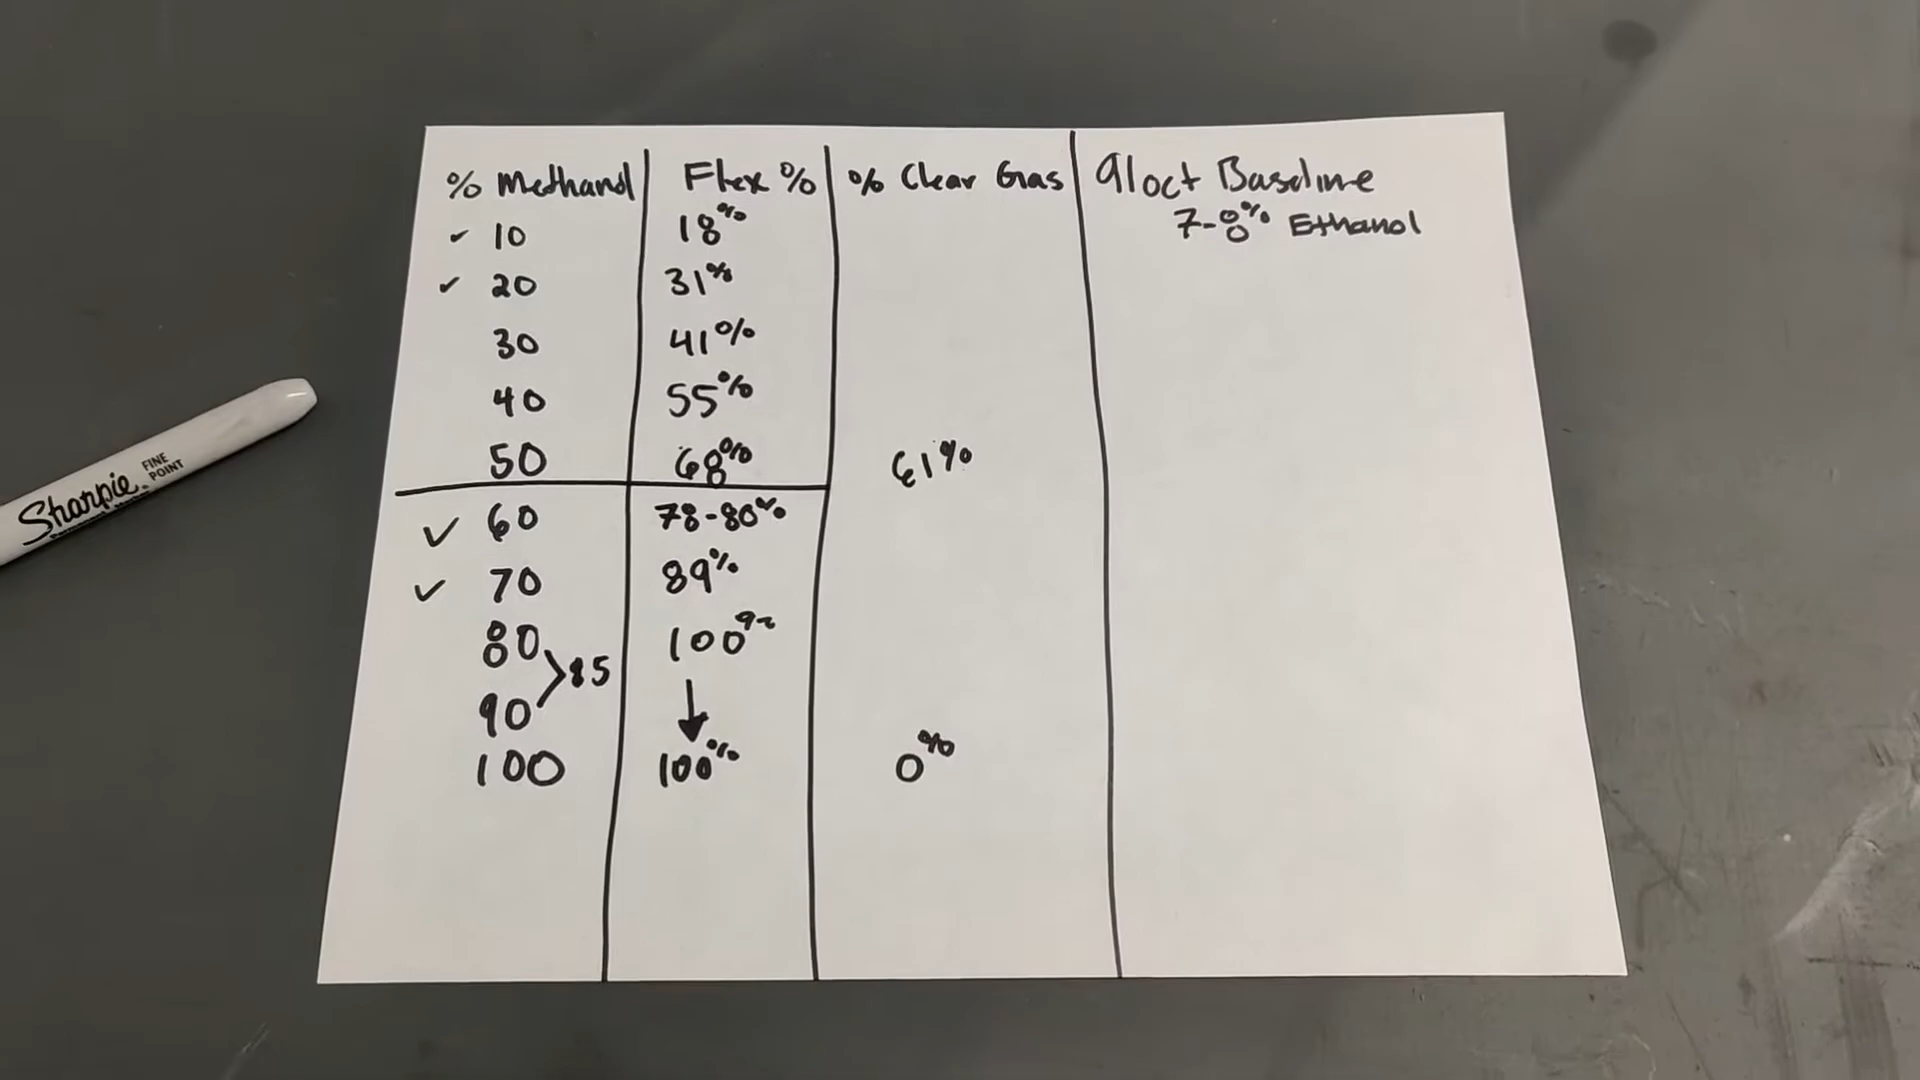 % Methanol Flex % % Clear Gas 91oct Baseline
7-8% Ethanol
✓ 10 18%
✓ 20 31%
30 41%
40 55%
50 68% 61%
✓ 60 78-80%
✓ 70 89%
80 100%
85
90
100 100% 0%
Sharpie FINE
POINT